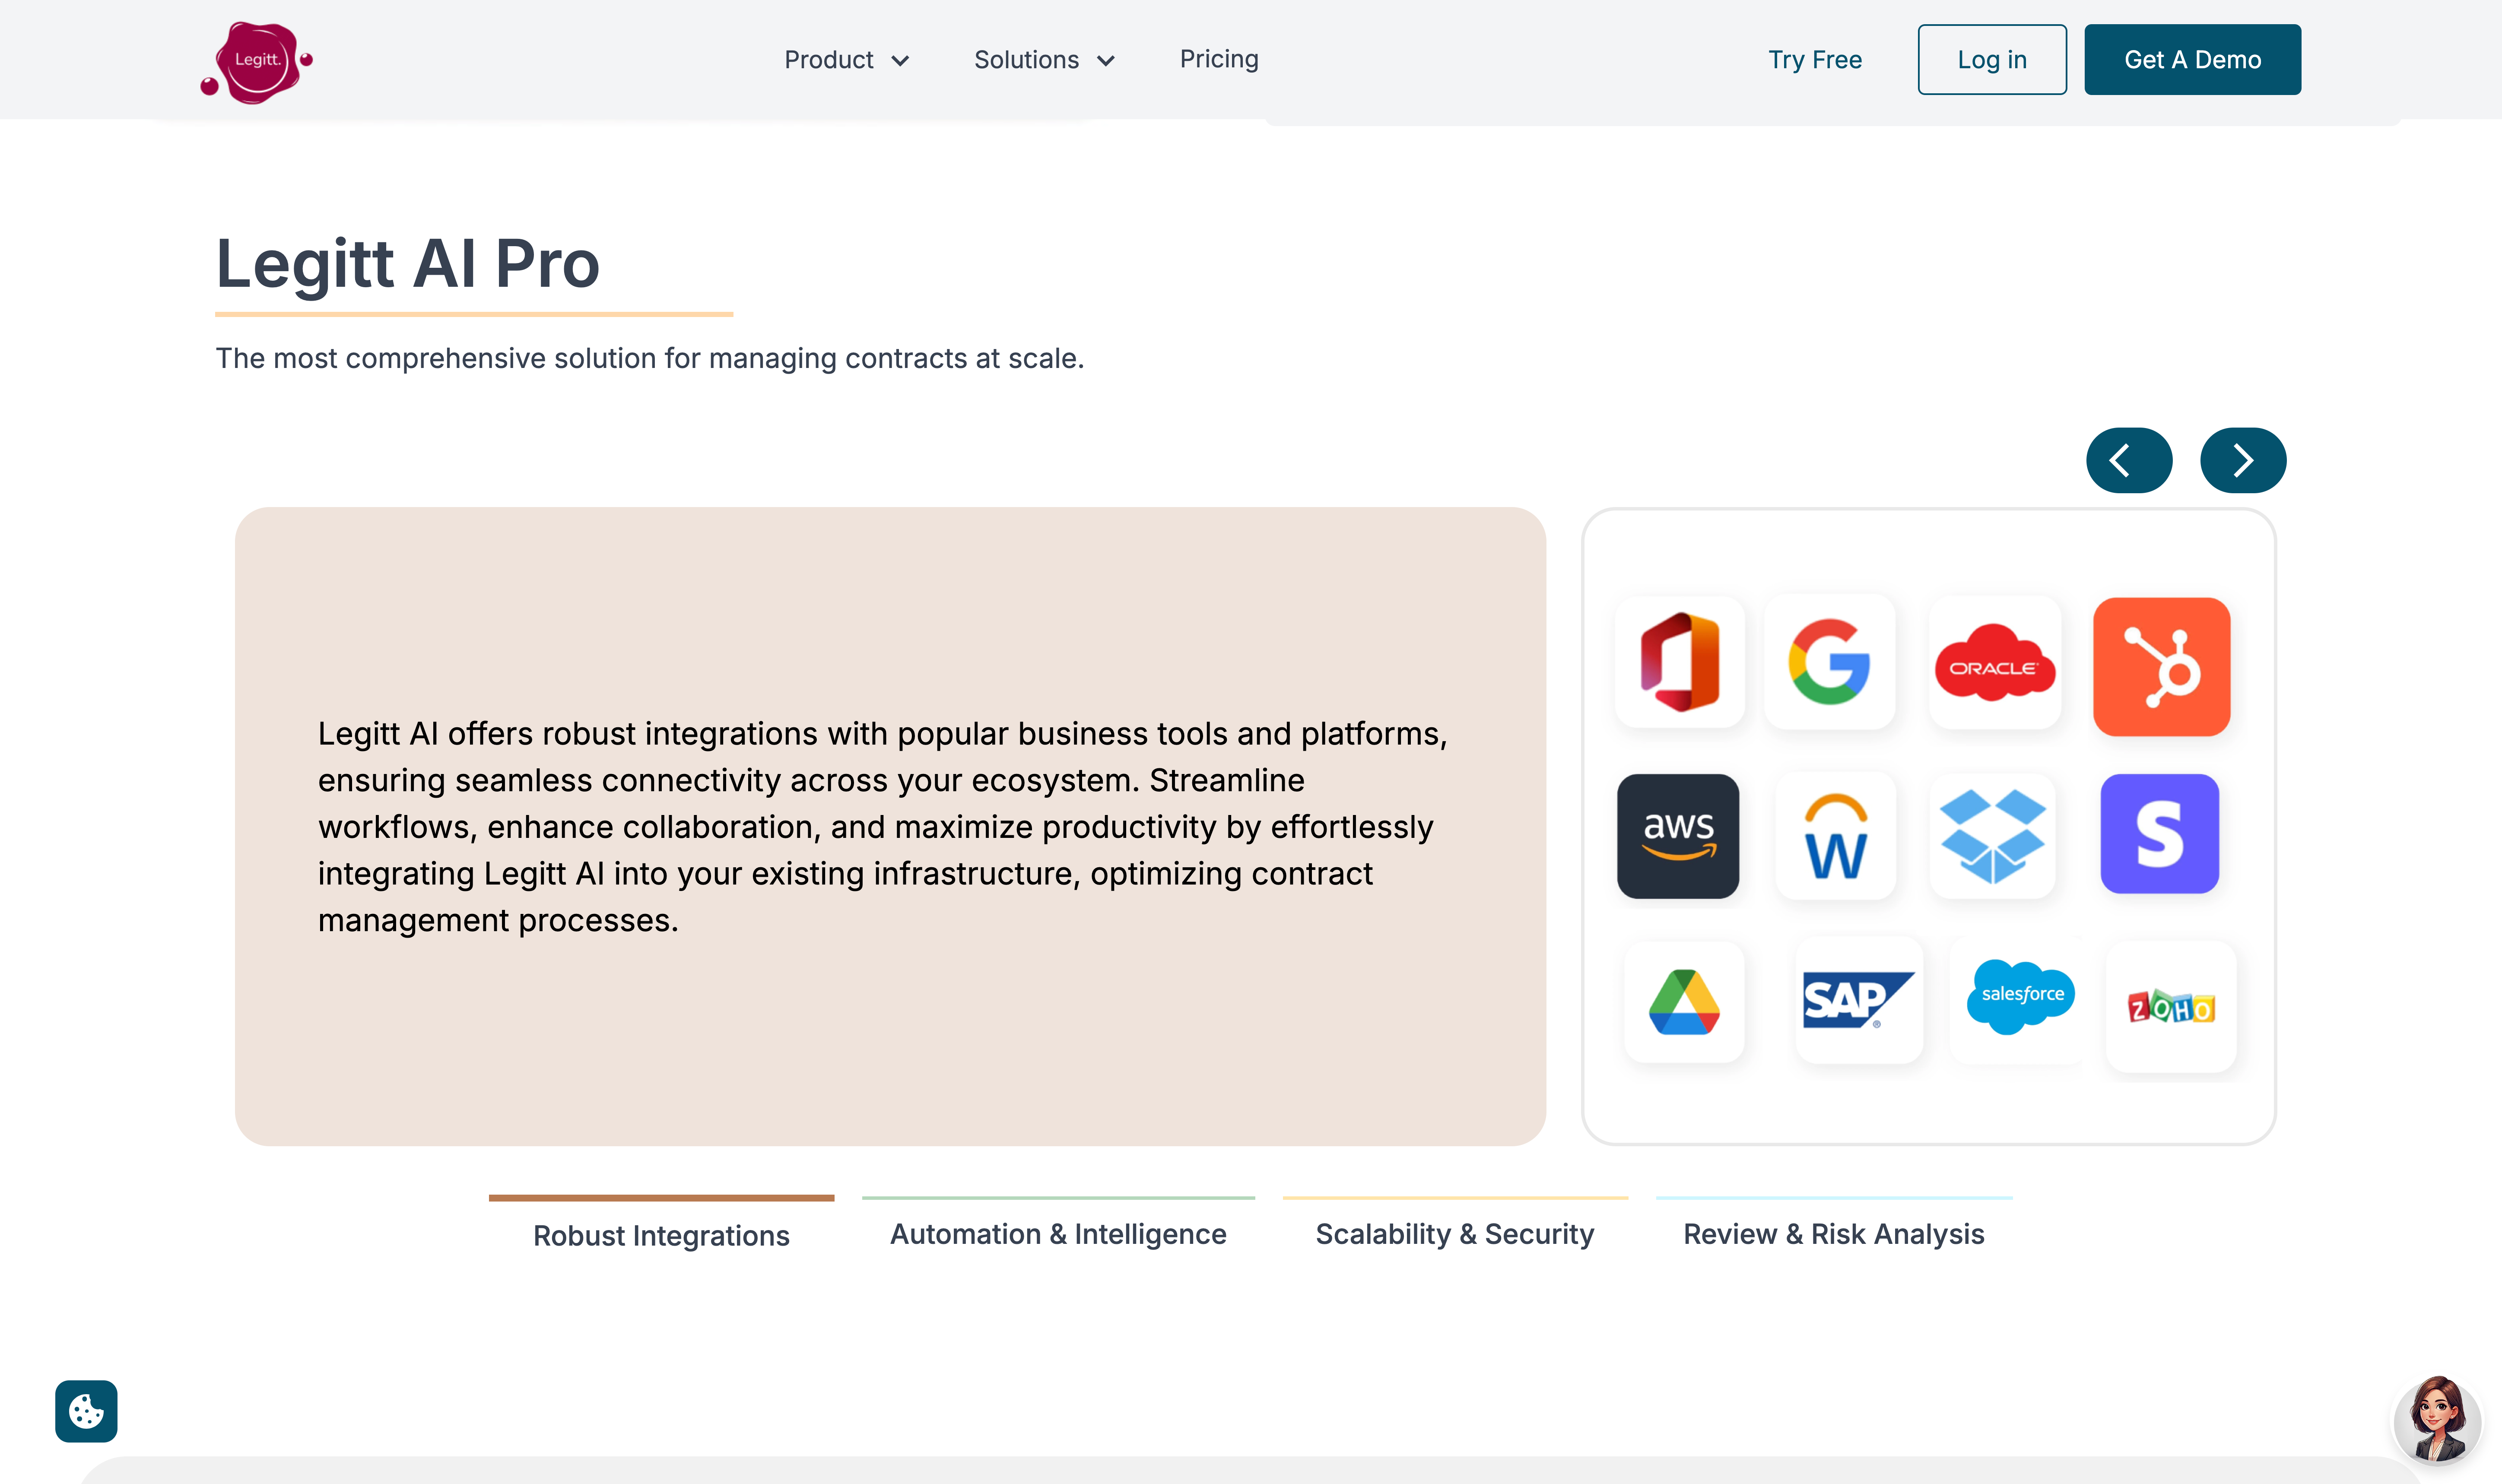 Legitt.
Product
Solutions
Pricing
Try Free
Log in
Get A Demo
Legitt AI Pro
The most comprehensive solution for managing contracts at scale.
Legitt AI offers robust integrations with popular business tools and platforms,
ensuring seamless connectivity across your ecosystem. Streamline
workflows, enhance collaboration, and maximize productivity by effortlessly
integrating Legitt AI into your existing infrastructure, optimizing contract
management processes.
G
ORACLE
aws
W
S
SAP®
salesforce
ZOHO
Robust Integrations
Automation & Intelligence
Scalability & Security
Review & Risk Analysis